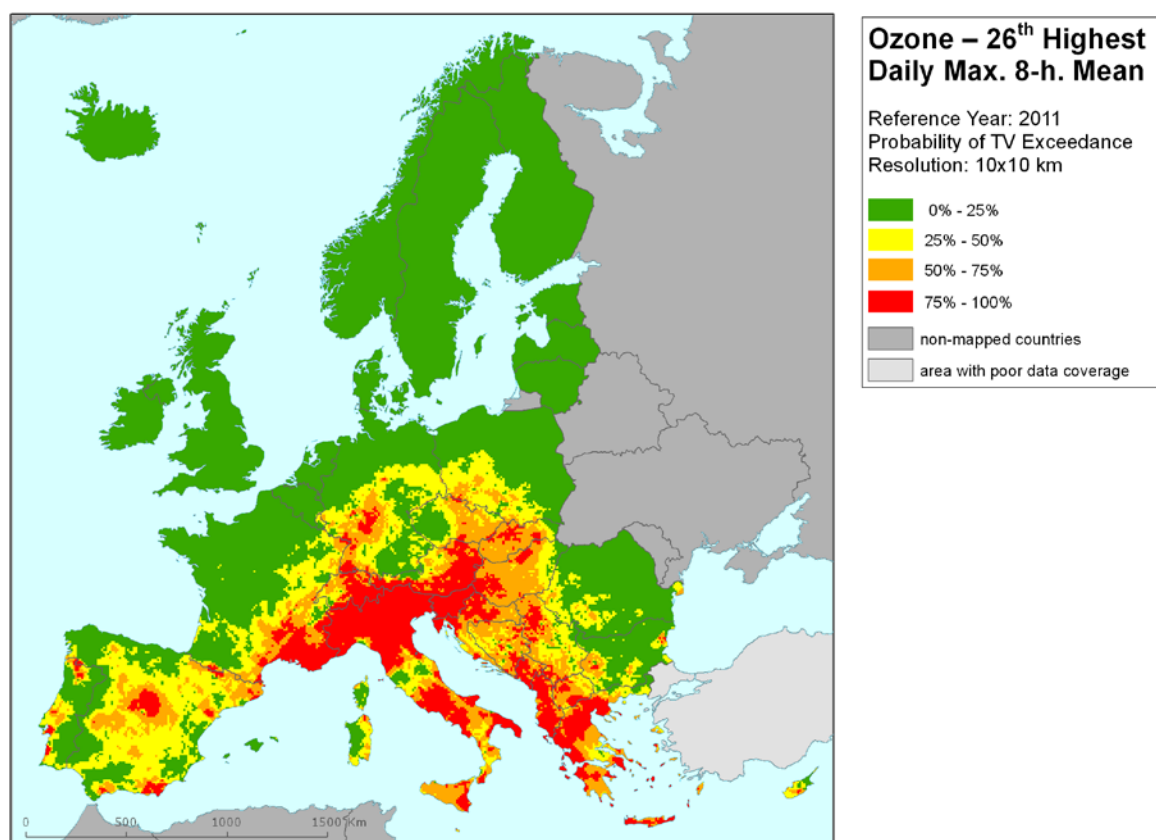 Ozone – 26th Highest
Daily Max. 8-h. Mean
Reference Year: 2011
Probability of TV Exceedance
Resolution: 10x10 km
0% - 25%
25% - 50%
50% - 75%
75% - 100%
non-mapped countries
area with poor data coverage
0 500 1000 1500 Km